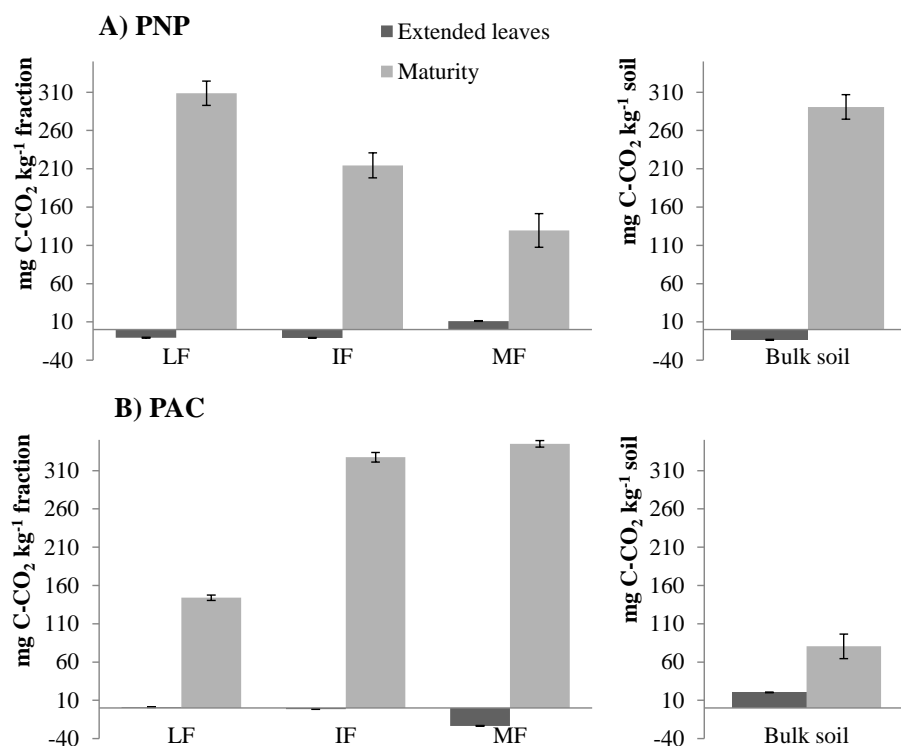 A) PNP
Extended leaves
Maturity
mg C-CO₂ kg⁻¹ fraction
310
260
210
160
110
60
10
-40
LF IF MF
mg C-CO₂ kg⁻¹ soil
310
260
210
160
110
60
10
-40
Bulk soil
B) PAC
mg C-CO₂ kg⁻¹ fraction
310
260
210
160
110
60
10
-40
LF IF MF
mg C-CO₂ kg⁻¹ soil
310
260
210
160
110
60
10
-40
Bulk soil